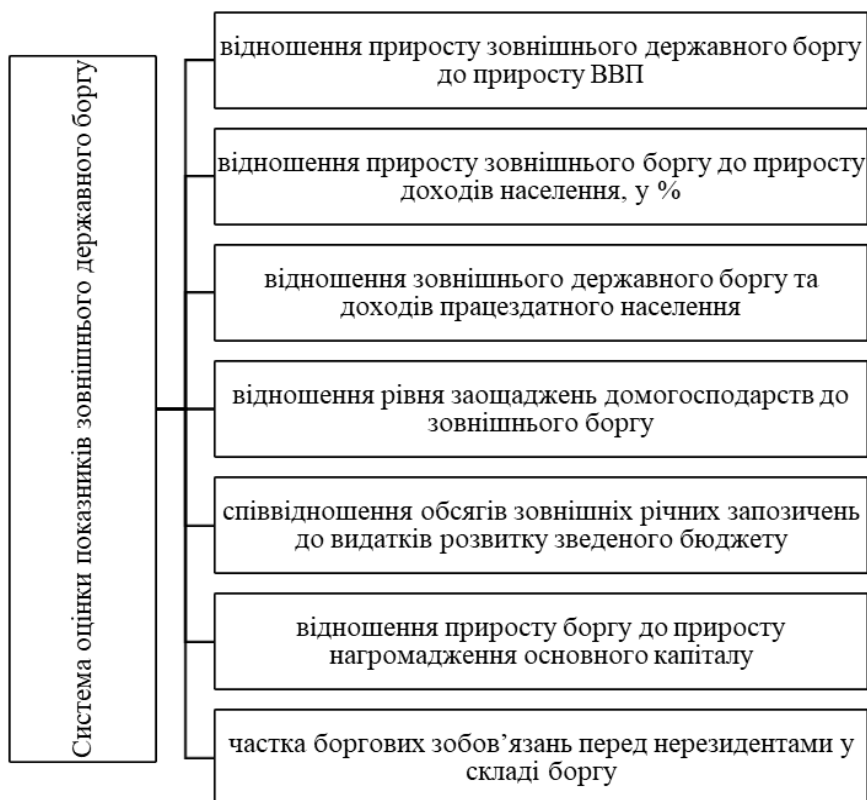 Система оцінки показників зовнішнього державного боргу
відношення приросту зовнішнього державного боргу
до приросту ВВП
відношення приросту зовнішнього боргу до приросту
доходів населення, у %
відношення зовнішнього державного боргу та
доходів працездатного населення
відношення рівня заощаджень домогосподарств до
зовнішнього боргу
співвідношення обсягів зовнішніх річних запозичень
до видатків розвитку зведеного бюджету
відношення приросту боргу до приросту
нагромадження основного капіталу
частка боргових зобов’язань перед нерезидентами у
складі боргу